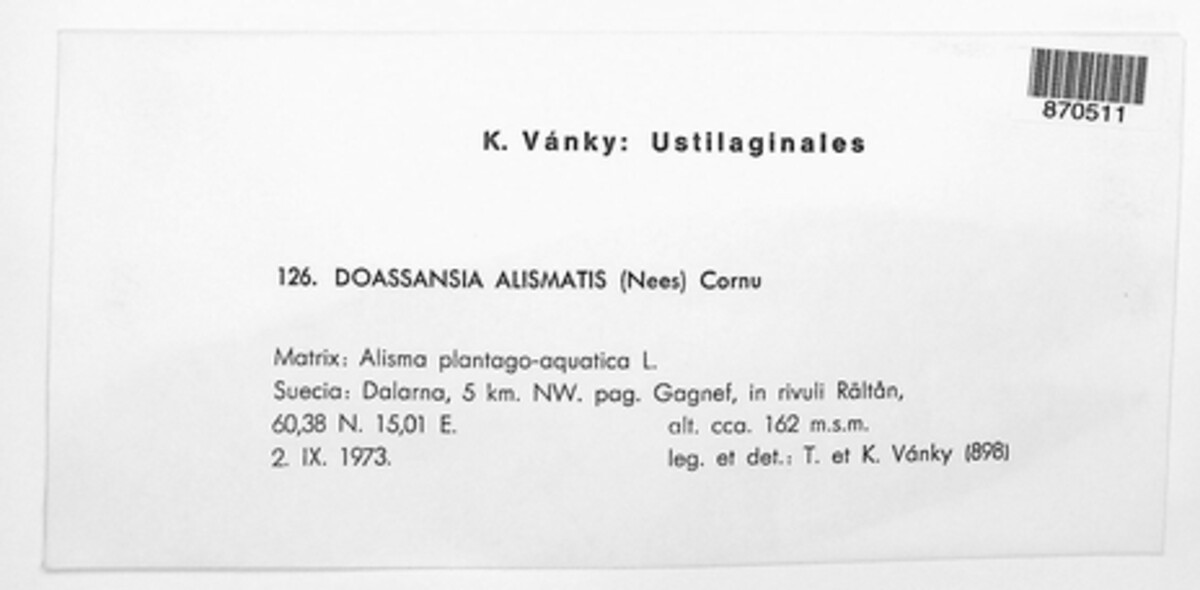 870511
K. Vánky: Ustilaginales
126. DOASSANSIA ALISMATIS (Nees) Cornu
Matrix: Alisma plantago-aquatica L.
Suecia: Dalarna, 5 km. NW. pag. Gagnef, in rivuli Råltån,
60,38 N. 15,01 E. alt. cca. 162 m.s.m.
2. IX. 1973. leg. et det.: T. et K. Vánky (898)